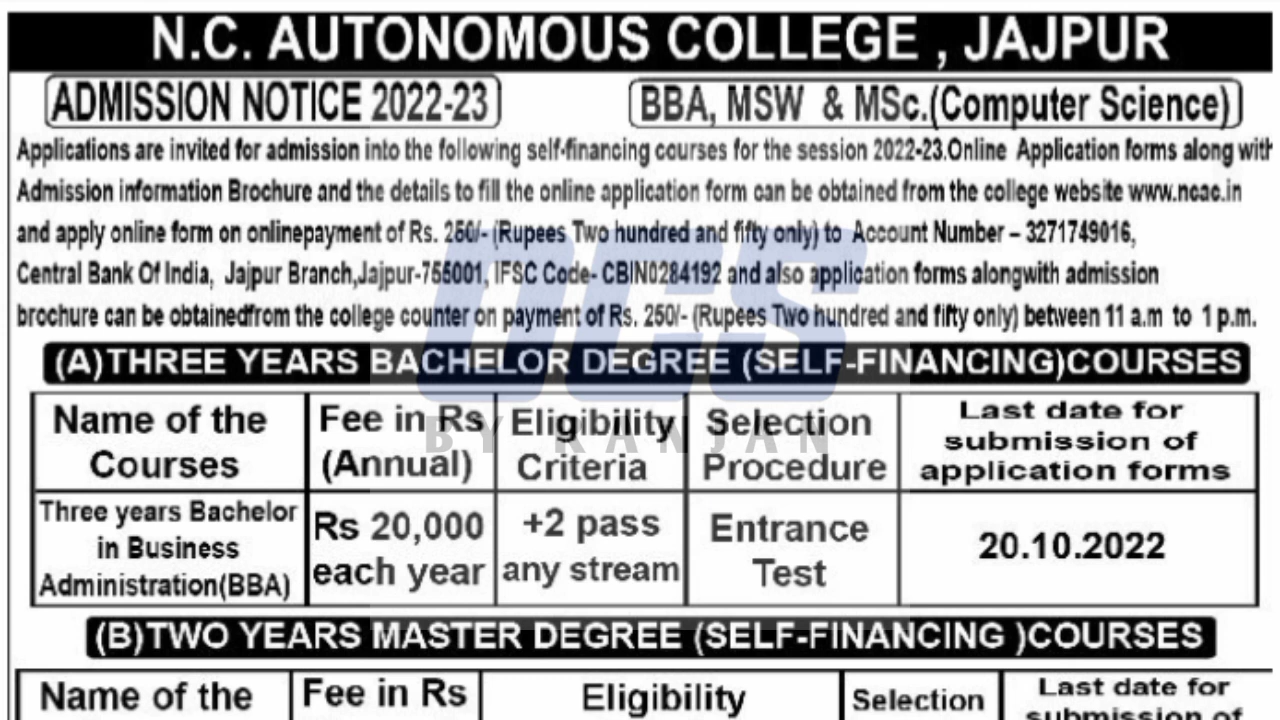 N.C. AUTONOMOUS COLLEGE , JAJPUR
ADMISSION NOTICE 2022-23
BBA, MSW & MSc.(Computer Science)
Applications are invited for admission into the following self-financing courses for the session 2022-23.Online Application forms along with
Admission information Brochure and the details to fill the online application form can be obtained from the college website www.ncac.in
and apply online form on onlinepayment of Rs. 250/- (Rupees Two hundred and fifty only) to Account Number – 3271749016,
Central Bank Of India, Jajpur Branch,Jajpur-755001, IFSC Code- CBIN0284192 and also application forms alongwith admission
brochure can be obtainedfrom the college counter on payment of Rs. 250/- (Rupees Two hundred and fifty only) between 11 a.m to 1 p.m.
OCS
BY RANJAN
(A)THREE YEARS BACHELOR DEGREE (SELF-FINANCING)COURSES
Name of the
Courses
Fee in Rs
(Annual)
Eligibility
Criteria
Selection
Procedure
Last date for
submission of
application forms
Three years Bachelor
in Business
Administration(BBA)
Rs 20,000
each year
+2 pass
any stream
Entrance
Test
20.10.2022
(B)TWO YEARS MASTER DEGREE (SELF-FINANCING )COURSES
Name of the
Fee in Rs
Eligibility
Selection
Last date for
submission of